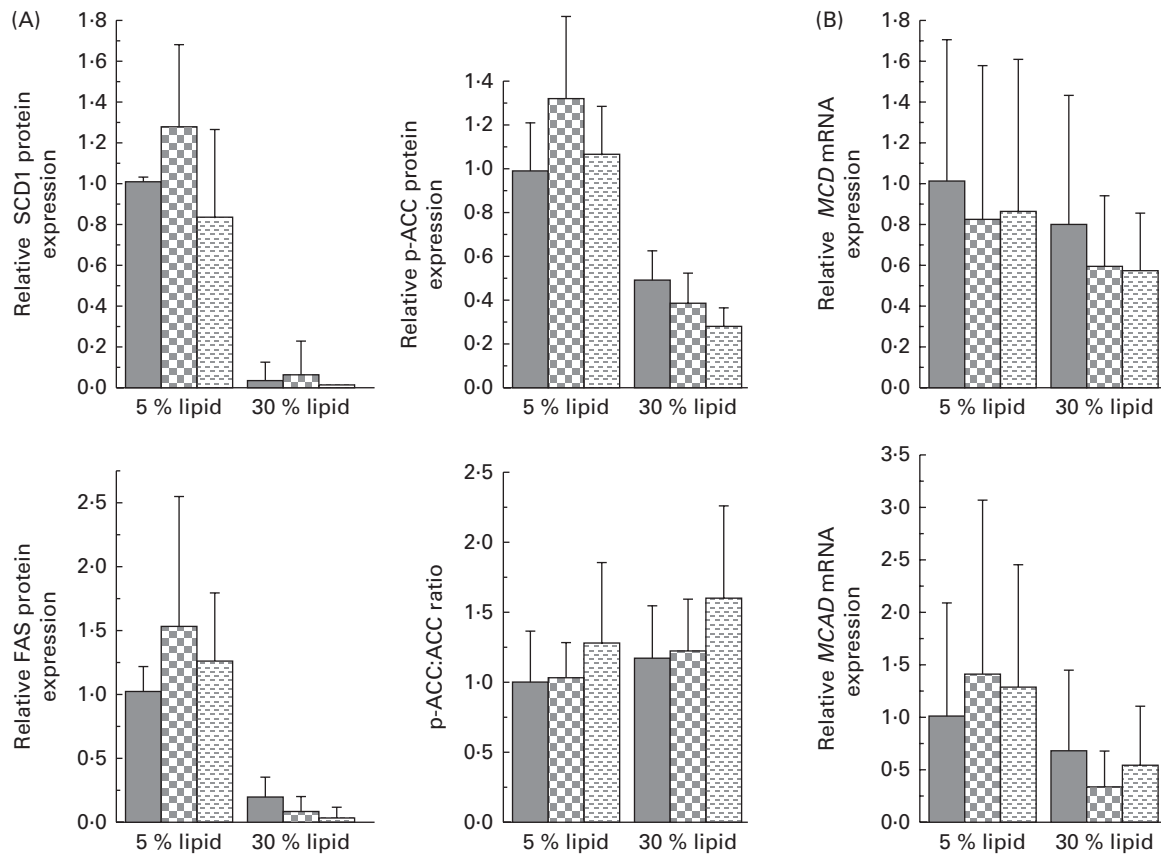 (A)
1·8
1·6
1·4
1·2
1·0
0·8
0·6
0·4
0·2
0·0
Relative SCD1 protein
expression
5 % lipid
30 % lipid
1·4
1·2
1·0
0·8
0·6
0·4
0·2
0·0
Relative p-ACC protein
expression
5 % lipid
30 % lipid
(B)
1·8
1·6
1·4
1·2
1·0
0·8
0·6
0·4
0·2
0·0
Relative MCD mRNA
expression
5 % lipid
30 % lipid
2·5
2·0
1·5
1·0
0·5
0·0
Relative FAS protein
expression
5 % lipid
30 % lipid
2·5
2·0
1·5
1·0
0·5
0·0
p-ACC:ACC ratio
5 % lipid
30 % lipid
3·5
3·0
2·5
2·0
1·5
1·0
0·5
0·0
Relative MCAD mRNA
expression
5 % lipid
30 % lipid